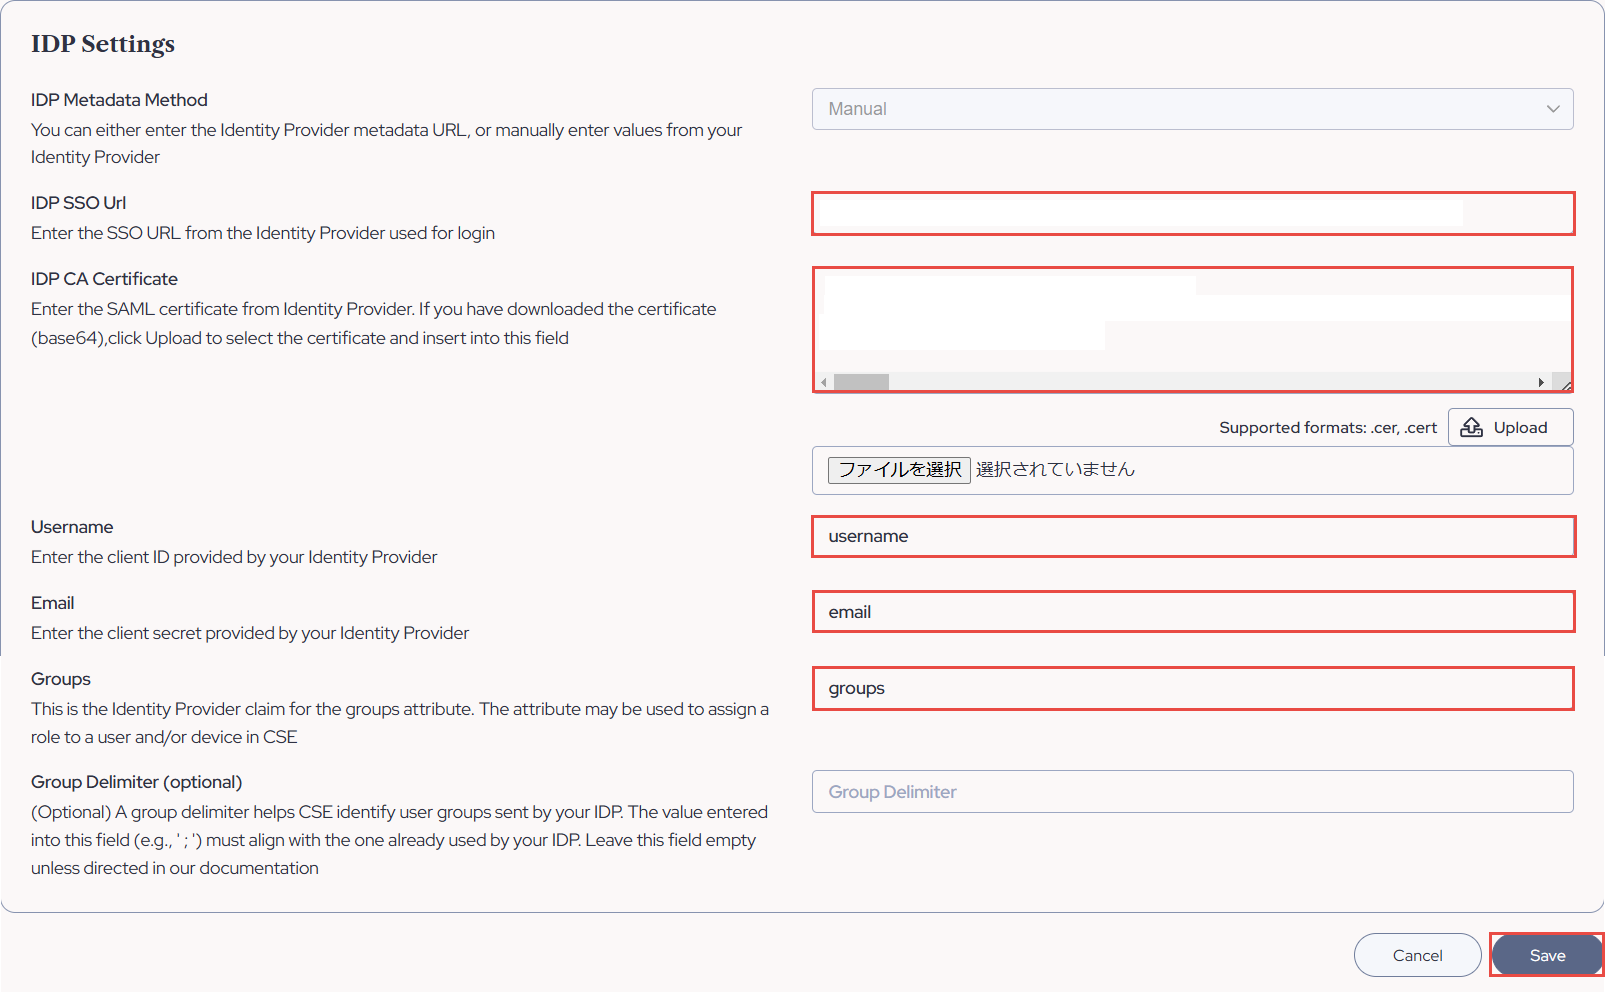 IDP Settings
IDP Metadata Method
You can either enter the Identity Provider metadata URL, or manually enter values from your
Identity Provider
Manual
IDP SSO Url
Enter the SSO URL from the Identity Provider used for login
IDP CA Certificate
Enter the SAML certificate from Identity Provider. If you have downloaded the certificate
(base64),click Upload to select the certificate and insert into this field
Supported formats: .cer, .cert
Upload
ファイルを選択 選択されていません
Username
Enter the client ID provided by your Identity Provider
username
Email
Enter the client secret provided by your Identity Provider
email
Groups
This is the Identity Provider claim for the groups attribute. The attribute may be used to assign a
role to a user and/or device in CSE
groups
Group Delimiter (optional)
(Optional) A group delimiter helps CSE identify user groups sent by your IDP. The value entered
into this field (e.g., ' ; ') must align with the one already used by your IDP. Leave this field empty
unless directed in our documentation
Group Delimiter
Cancel
Save